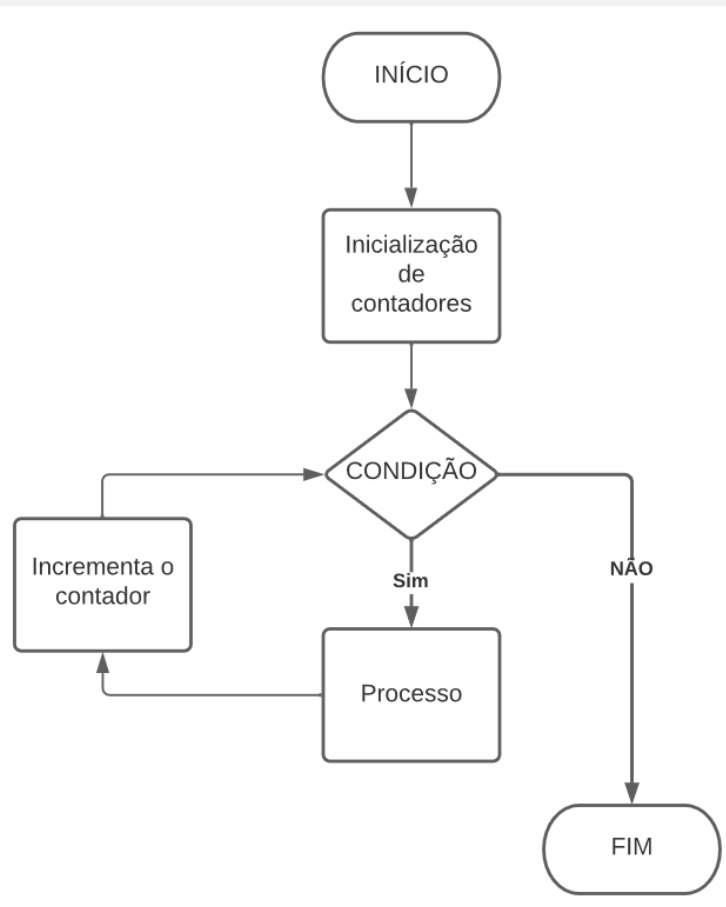 INÍCIO
Inicialização
de
contadores
CONDIÇÃO
Incrementa o
contador
Sim
NÃO
Processo
FIM